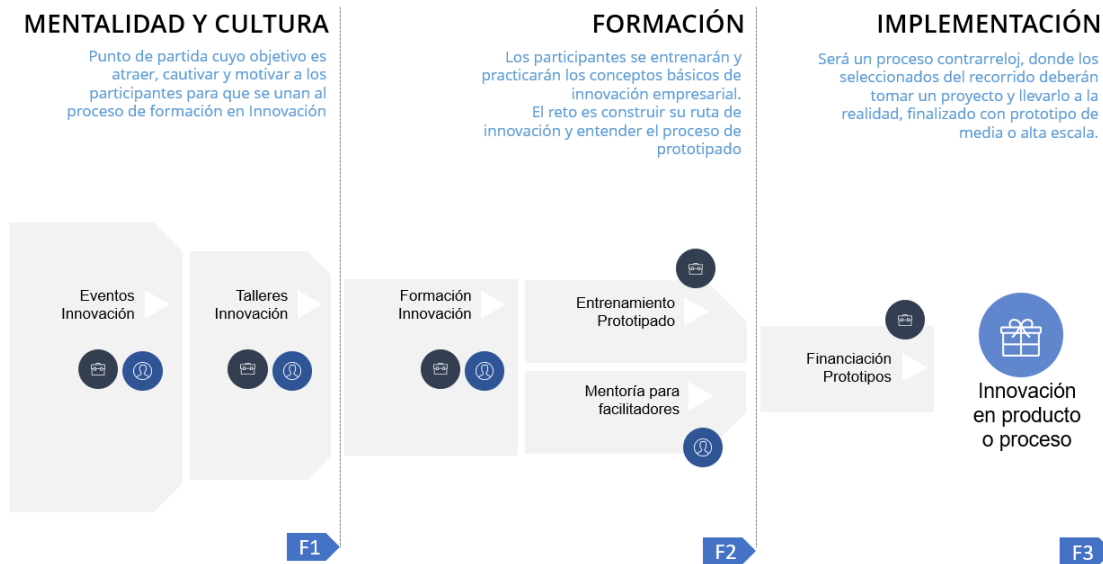 MENTALIDAD Y CULTURA
Punto de partida cuyo objetivo es
atraer, cautivar y motivar a los
participantes para que se unan al
proceso de formación en Innovación
FORMACIÓN
Los participantes se entrenarán y
practicarán los conceptos básicos de
innovación empresarial.
El reto es construir su ruta de
innovación y entender el proceso de
prototipado
IMPLEMENTACIÓN
Será un proceso contrarreloj, donde los
seleccionados del recorrido deberán
tomar un proyecto y llevarlo a la
realidad, finalizado con prototipo de
media o alta escala.
Eventos
Innovación
Talleres
Innovación
Formación
Innovación
Entrenamiento
Prototipado
Mentoría para
facilitadores
Financiación
Prototipos
Innovación
en producto
o proceso
F1
F2
F3